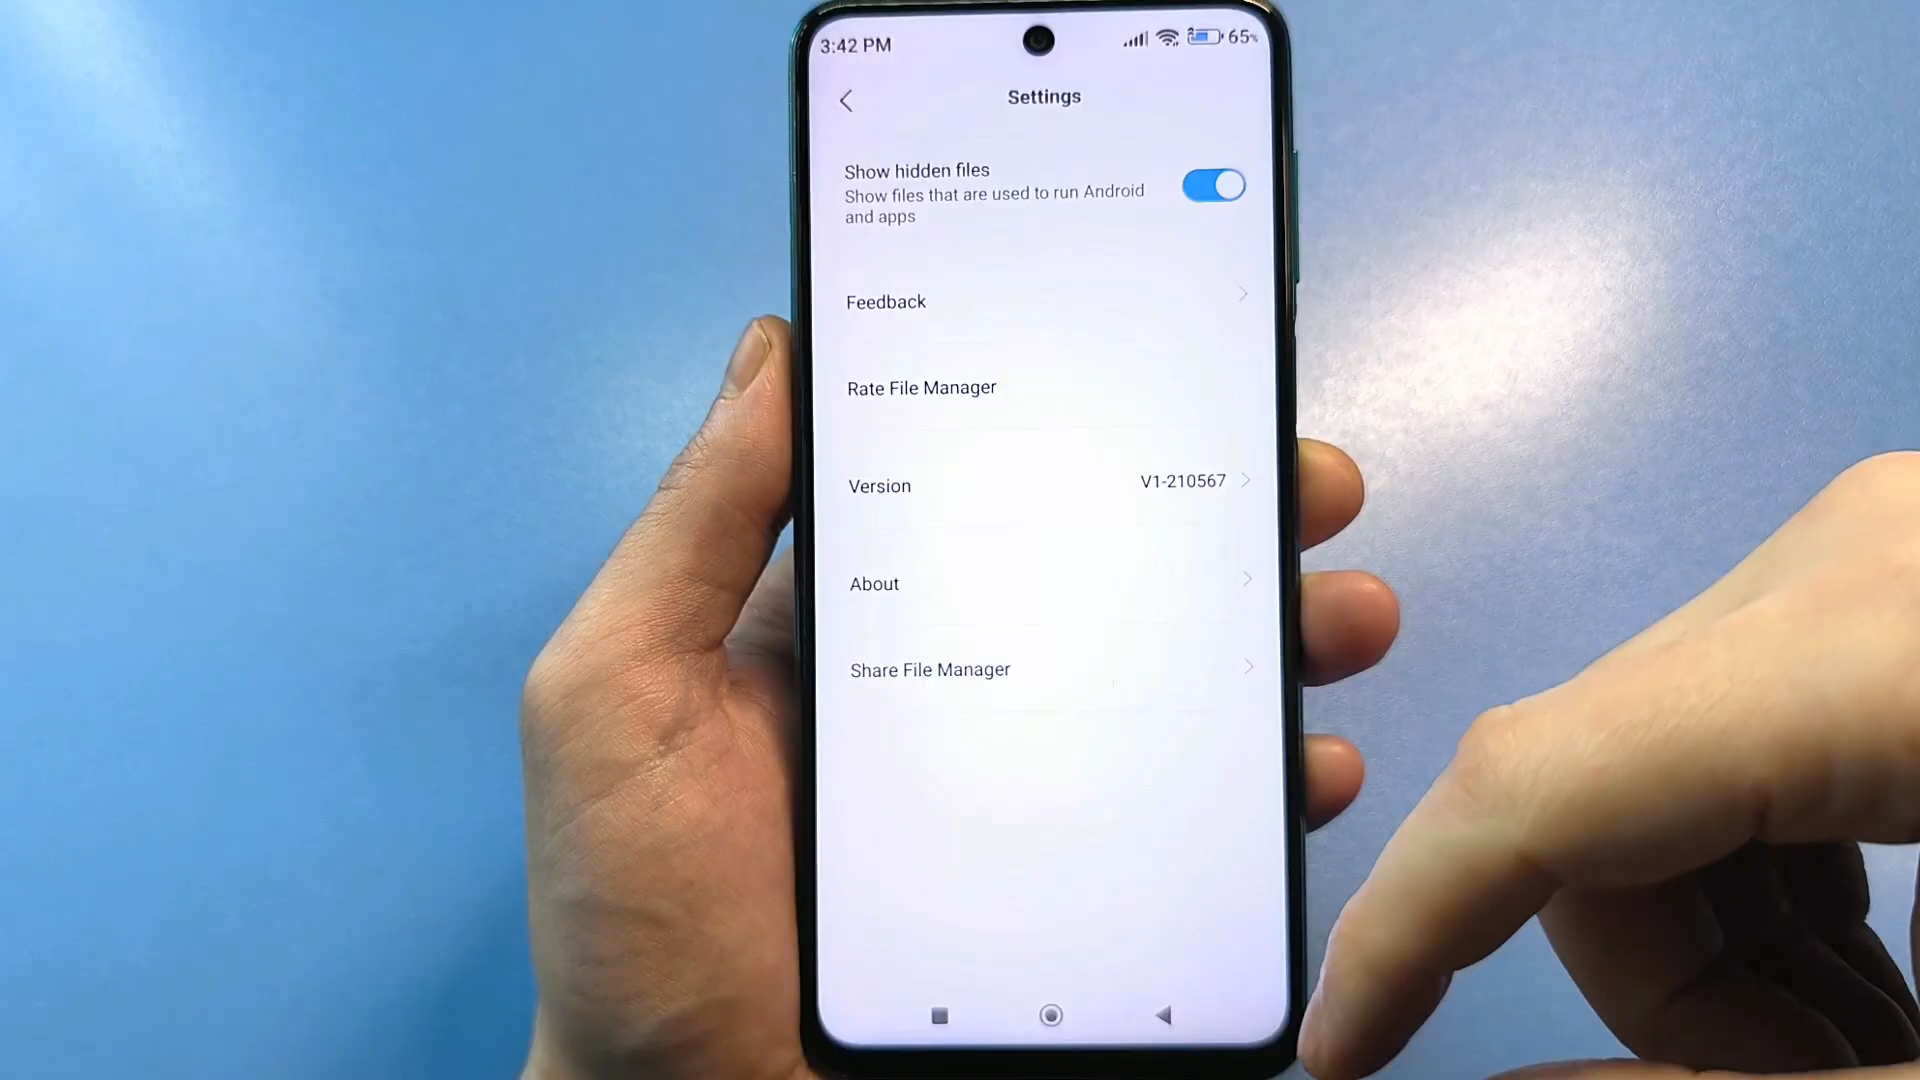 3:42 PM
65%
Settings
Show hidden files
Show files that are used to run Android
and apps
Feedback
Rate File Manager
Version
V1-210567
About
Share File Manager